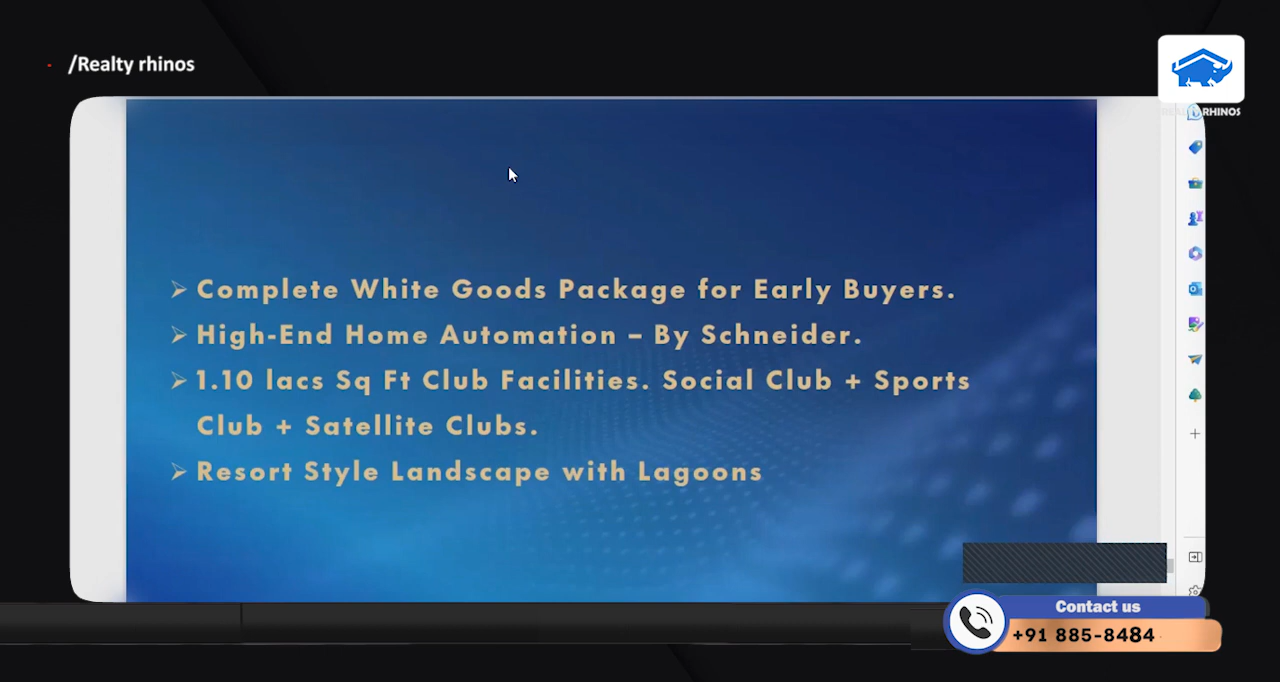 /Realty rhinos
RHINOS
➢ Complete White Goods Package for Early Buyers.
➢ High-End Home Automation – By Schneider.
➢ 1.10 lacs Sq Ft Club Facilities. Social Club + Sports
Club + Satellite Clubs.
➢ Resort Style Landscape with Lagoons
Contact us
+91 885-8484